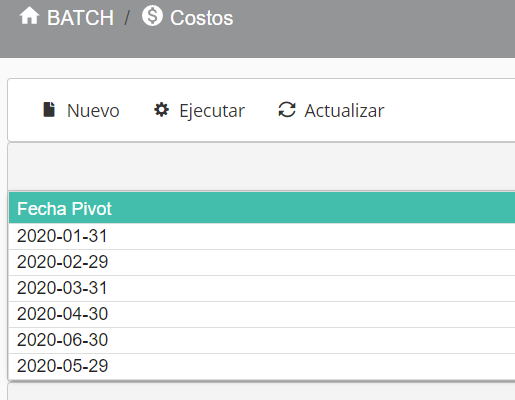 BATCH / Costos
Nuevo Ejecutar Actualizar
Fecha Pivot
2020-01-31
2020-02-29
2020-03-31
2020-04-30
2020-06-30
2020-05-29